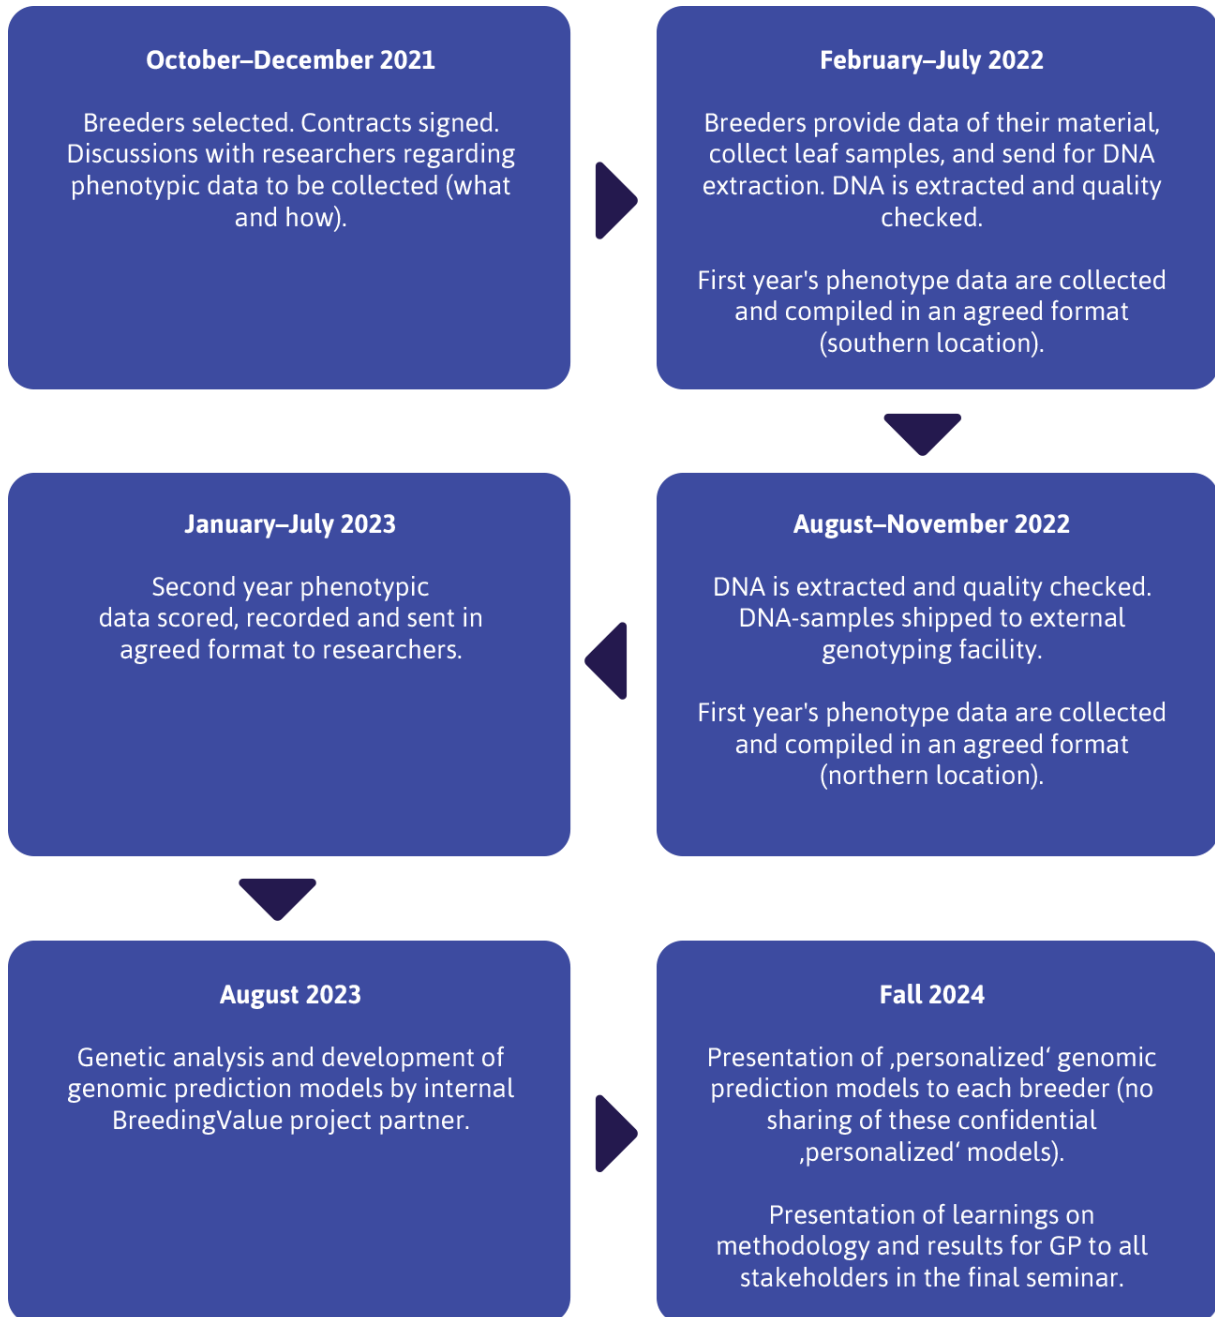 October–December 2021
Breeders selected. Contracts signed.
Discussions with researchers regarding
phenotypic data to be collected (what
and how).
February–July 2022
Breeders provide data of their material,
collect leaf samples, and send for DNA
extraction. DNA is extracted and quality
checked.
First year's phenotype data are collected
and compiled in an agreed format
(southern location).
August–November 2022
DNA is extracted and quality checked.
DNA-samples shipped to external
genotyping facility.
First year's phenotype data are collected
and compiled in an agreed format
(northern location).
January–July 2023
Second year phenotypic
data scored, recorded and sent in
agreed format to researchers.
August 2023
Genetic analysis and development of
genomic prediction models by internal
BreedingValue project partner.
Fall 2024
Presentation of ‚personalized‘ genomic
prediction models to each breeder (no
sharing of these confidential
‚personalized‘ models).
Presentation of learnings on
methodology and results for GP to all
stakeholders in the final seminar.